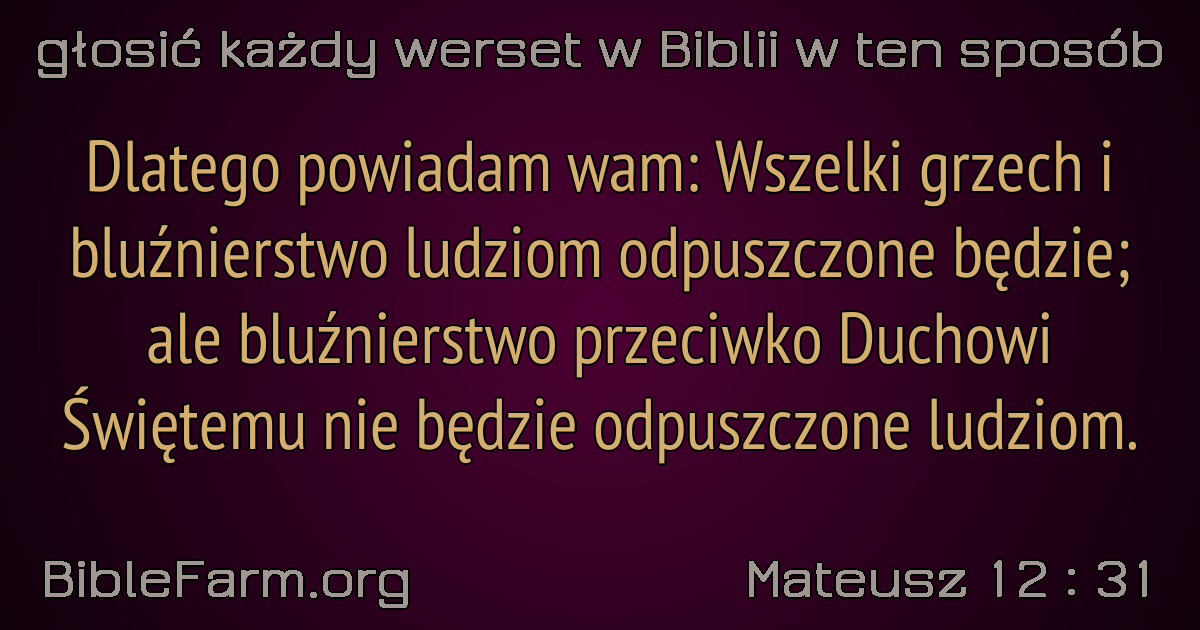 głosić każdy werset w Biblii w ten sposób
Dlatego powiadam wam: Wszelki grzech i
bluźnierstwo ludziom odpuszczone będzie;
ale bluźnierstwo przeciwko Duchowi
Świętemu nie będzie odpuszczone ludziom.
BibleFarm.org
Mateusz 12 : 31